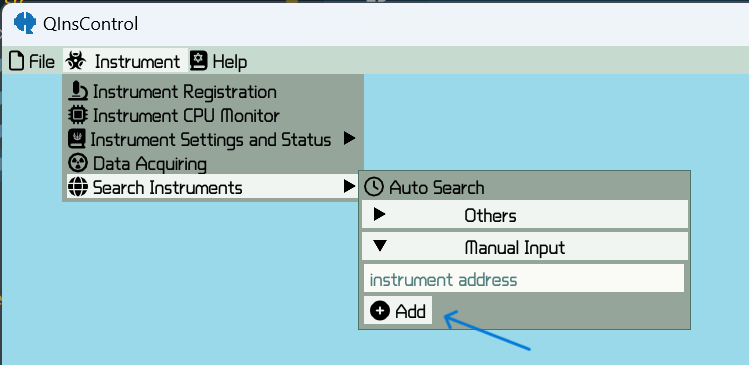 QInsControl
File Instrument Help
Instrument Registration
Instrument CPU Monitor
Instrument Settings and Status
Data Acquiring
Search Instruments
Auto Search
Others
Manual Input
instrument address
Add